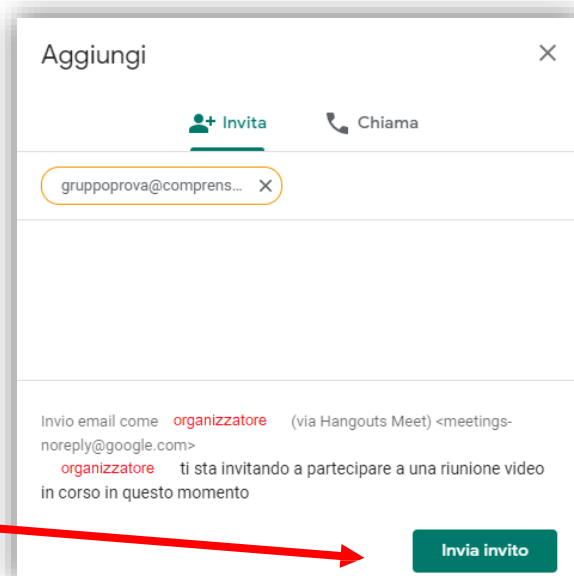 Aggiungi
Invita Chiama
gruppoprova@comprens...
Invio email come organizzatore (via Hangouts Meet) <meetings-
noreply@google.com>
organizzatore ti sta invitando a partecipare a una riunione video
in corso in questo momento
Invia invito